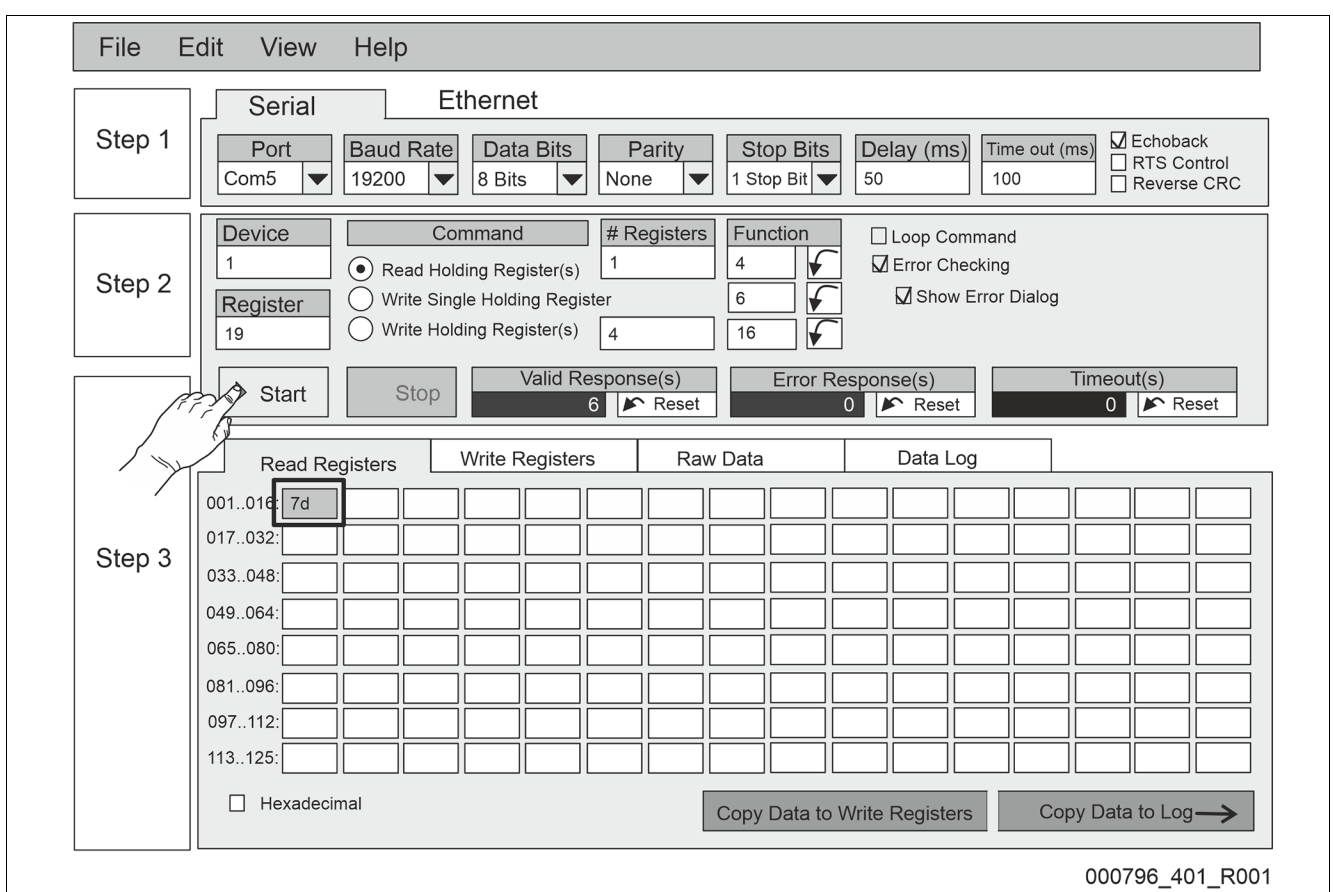 File Edit View Help
Serial Ethernet
Step 1
Port Baud Rate Data Bits Parity Stop Bits Delay (ms) Time out (ms)
Com5 19200 8 Bits None 1 Stop Bit 50 100
Echoback
RTS Control
Reverse CRC
Step 2
Device Command # Registers Function
1
Read Holding Register(s) 1 4
Write Single Holding Register 6
Write Holding Register(s) 4 16
Register
19
Loop Command
Error Checking
Show Error Dialog
Step 3
Start Stop
Valid Response(s) Error Response(s) Timeout(s)
6 Reset 0 Reset 0 Reset
Read Registers Write Registers Raw Data Data Log
001..016: 7d
017..032:
033..048:
049..064:
065..080:
081..096:
097..112:
113..125:
Hexadecimal
Copy Data to Write Registers Copy Data to Log
000796_401_R001